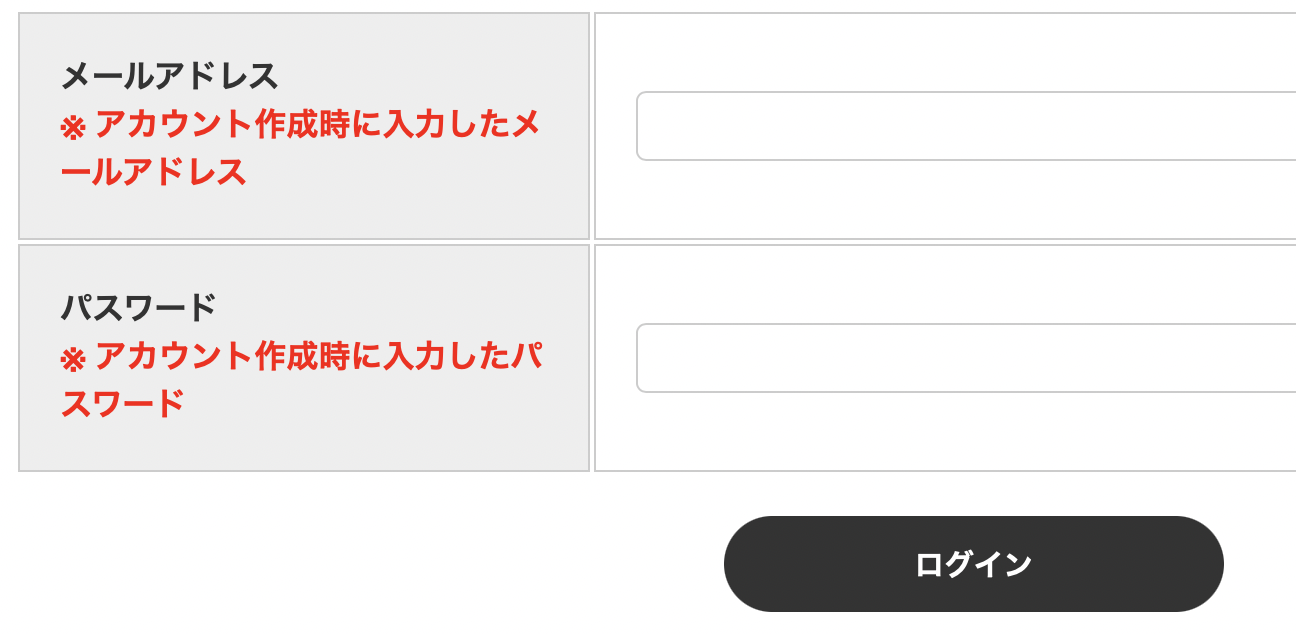 メールアドレス
※ アカウント作成時に入力したメ
ールアドレス
パスワード
※ アカウント作成時に入力したパ
スワード
ログイン